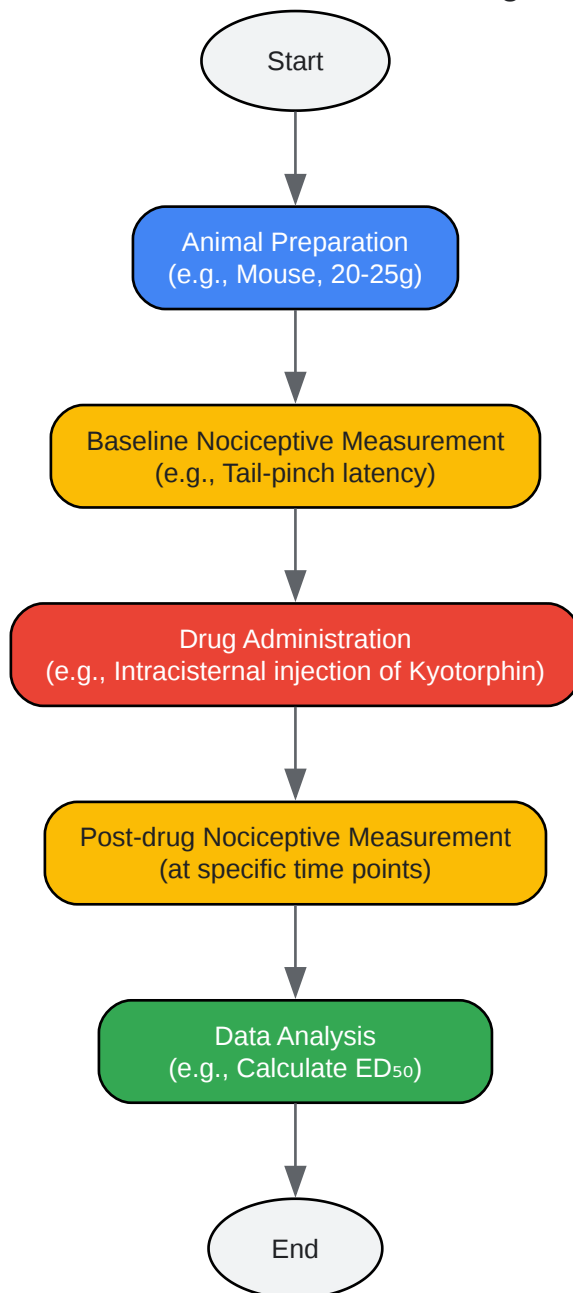 Start
Animal Preparation
(e.g., Mouse, 20-25g)
Baseline Nociceptive Measurement
(e.g., Tail-pinch latency)
Drug Administration
(e.g., Intracisternal injection of Kyotorphin)
Post-drug Nociceptive Measurement
(at specific time points)
Data Analysis
(e.g., Calculate ED₅₀)
End